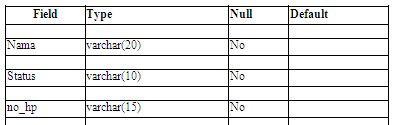 Field Type Null Default
Nama varchar(20) No
Status varchar(10) No
no_hp varchar(15) No